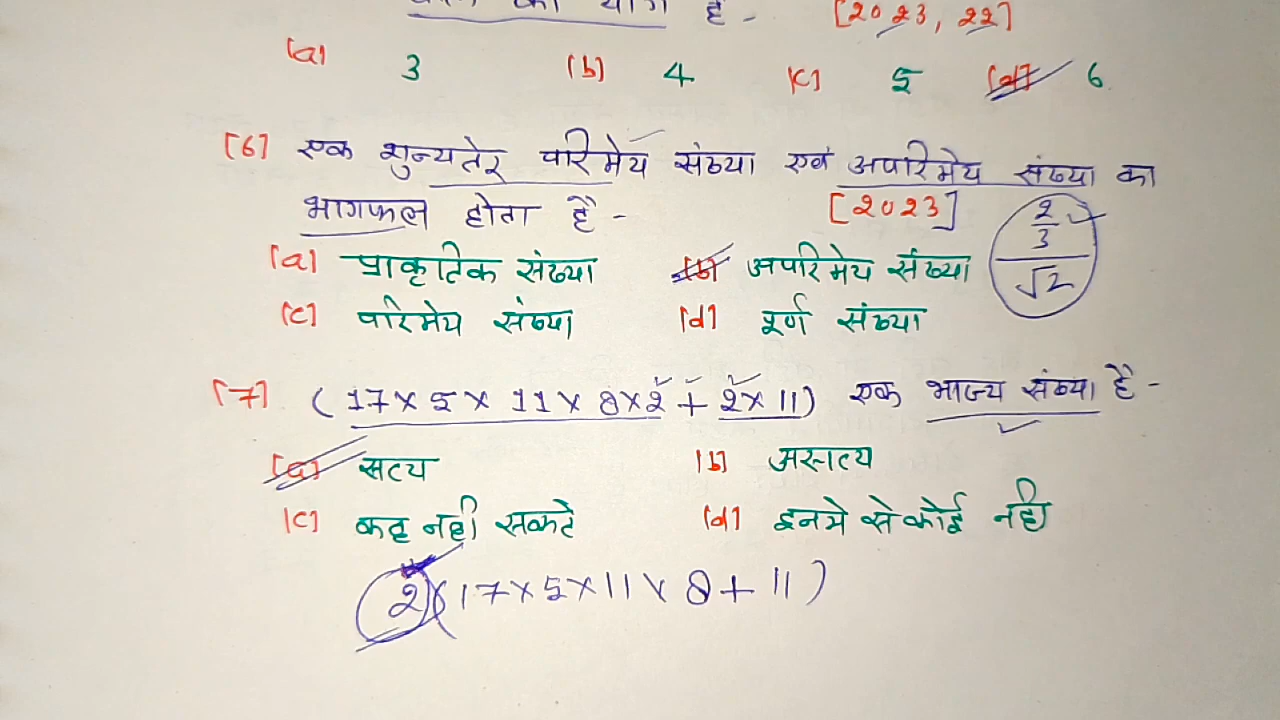 का योग है - [2023, 22]
(a) 3 (b) 4 (c) 5 (d) 6
[6] एक शुन्यतेर परिमेय संख्या एवं अपरिमेय संख्या का
भागफल होता है - [2023]
2/3
√2
(a) प्राकृतिक संख्या (b) अपरिमेय संख्या
(c) परिमेय संख्या (d) पूर्ण संख्या
[7] (17 × 5 × 11 × 8 × 2 + 2 × 11) एक भाज्य संख्या है -
(a) सत्य (b) असत्य
(c) कह नही सकते (d) इनमे से कोई नही
2 × (17 × 5 × 11 × 8 + 11)